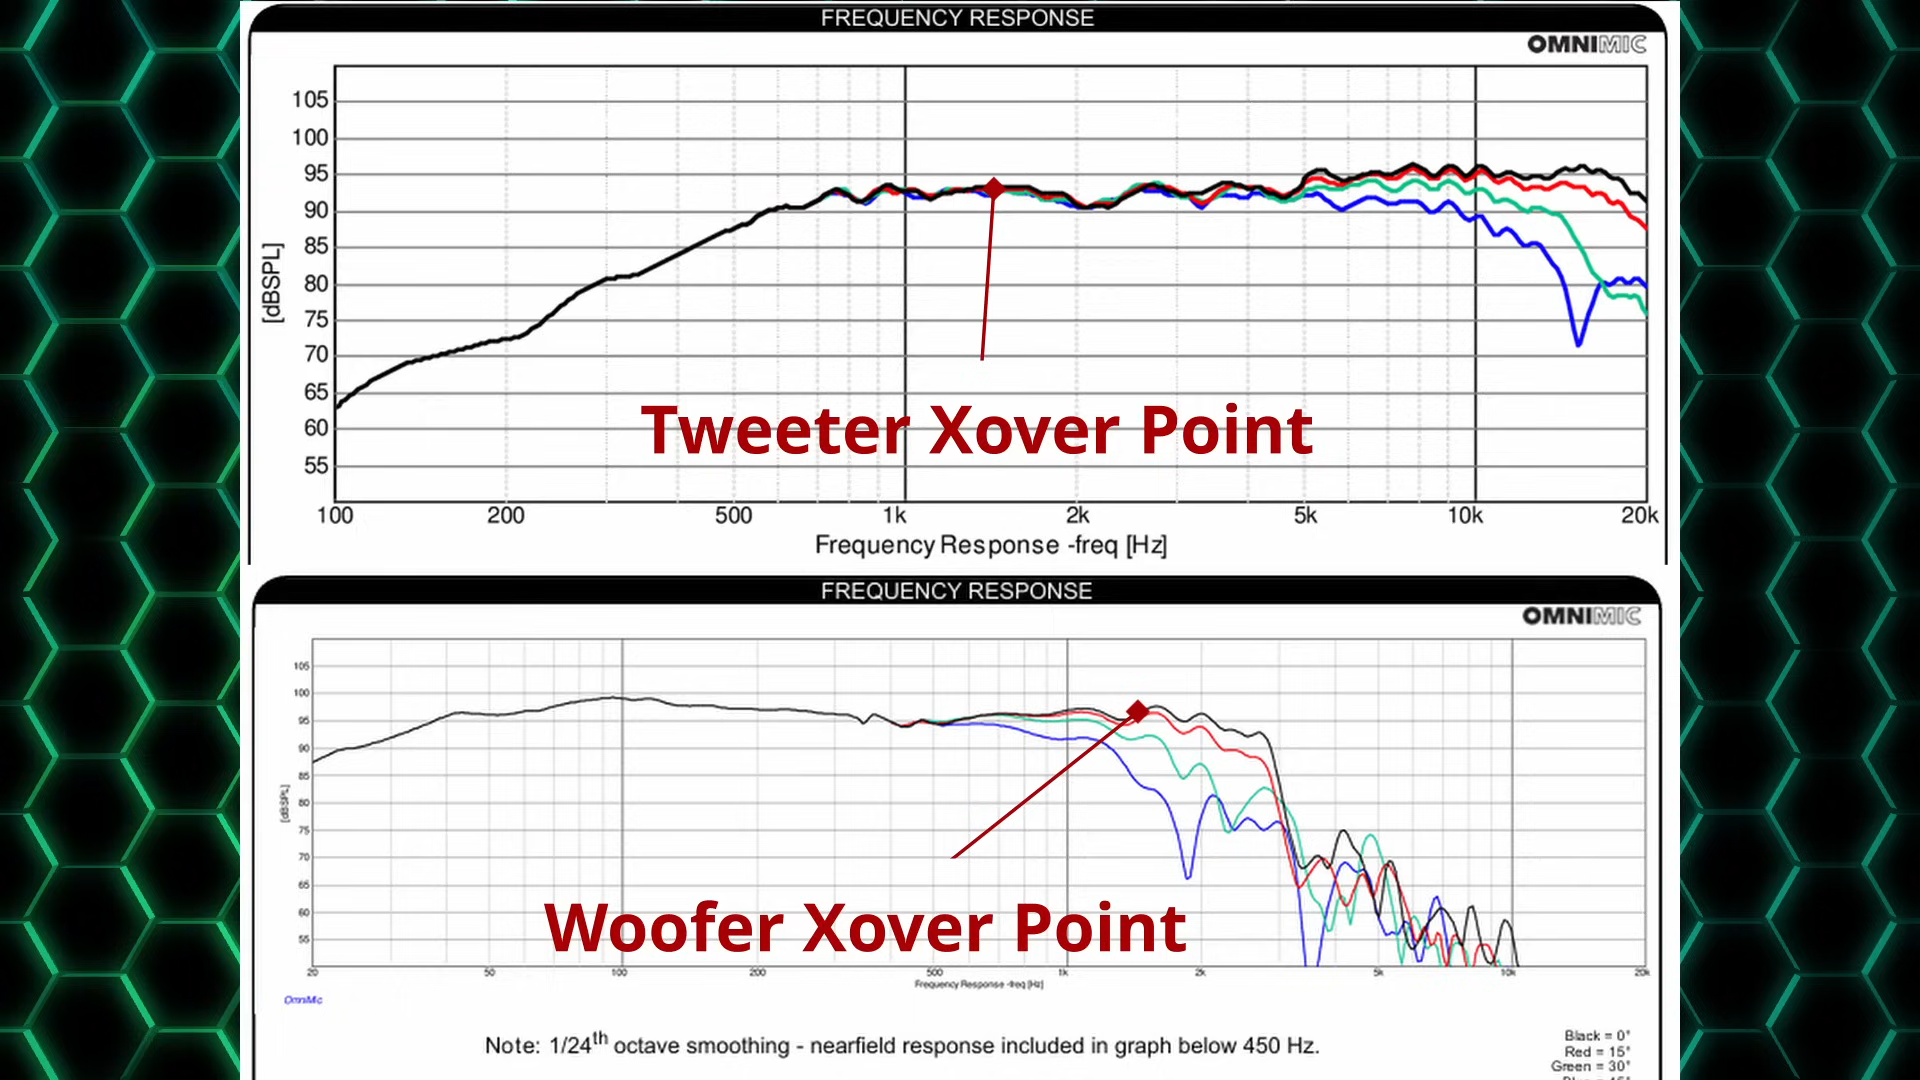 FREQUENCY RESPONSE
OMNIMIC
105
100
95
90
85
80
75
70
65
60
55
[dBSPL]
Tweeter Xover Point
100 200 500 1k 2k 5k 10k 20k
Frequency Response -freq [Hz]
FREQUENCY RESPONSE
OMNIMIC
105
100
95
90
85
80
75
70
65
60
55
[dBSPL]
Woofer Xover Point
20 50 100 200 500 1k 2k 5k 10k 20k
Frequency Response -freq [Hz]
OmniMic
Note: 1/24th octave smoothing - nearfield response included in graph below 450 Hz.
Black = 0°
Red = 15°
Green = 30°